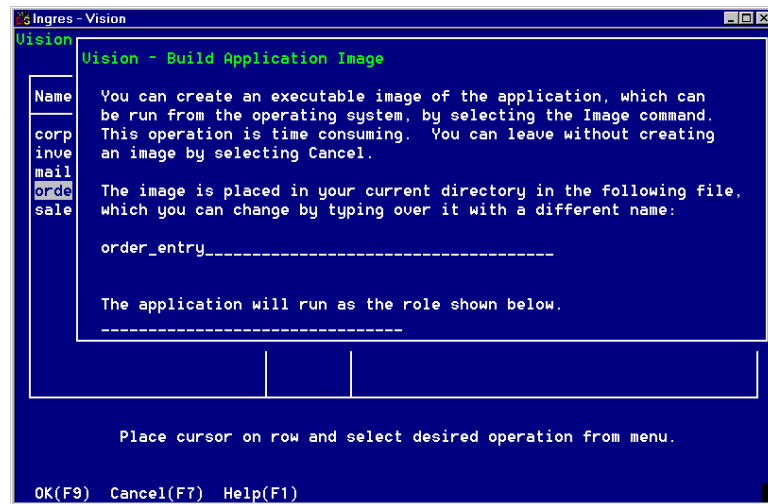 Ingres - Vision
Vision
Vision - Build Application Image
Name
You can create an executable image of the application, which can
be run from the operating system, by selecting the Image command.
This operation is time consuming. You can leave without creating
an image by selecting Cancel.
corp
inve
mail
orde
sale
The image is placed in your current directory in the following file,
which you can change by typing over it with a different name:
order_entry_____________________________________
The application will run as the role shown below.
________________________________
Place cursor on row and select desired operation from menu.
OK(F9) Cancel(F7) Help(F1)